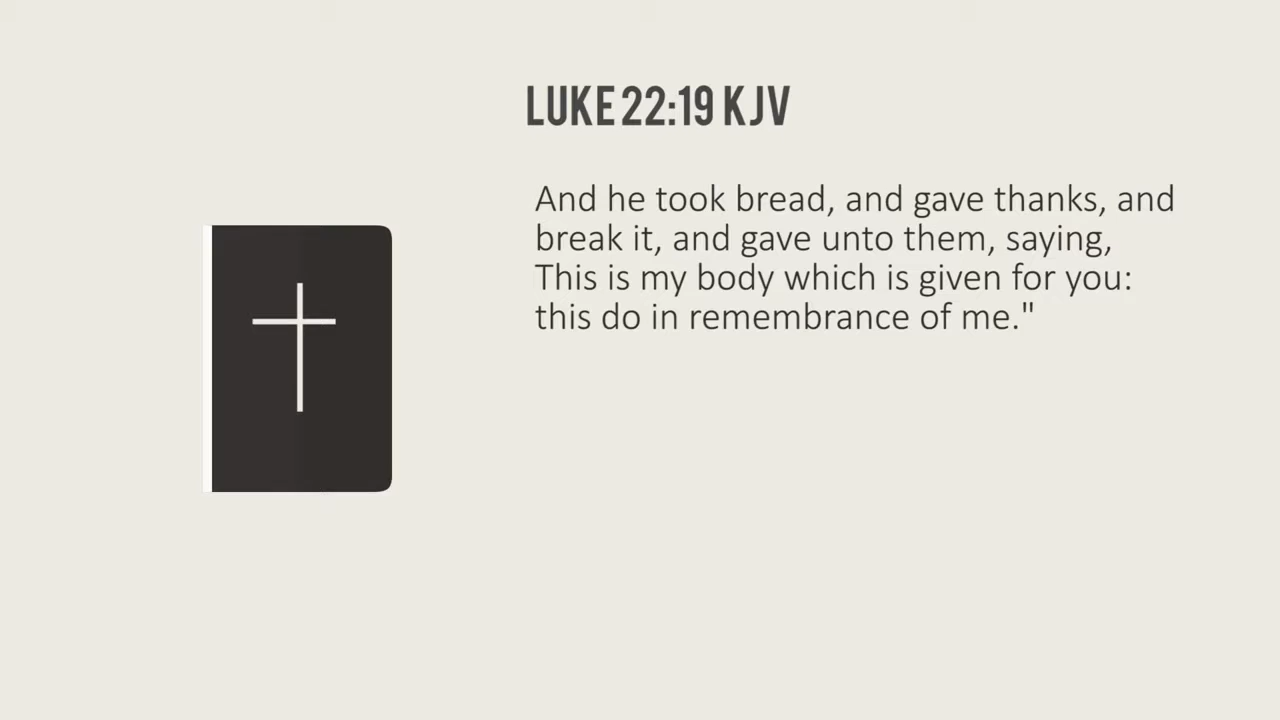 LUKE 22:19 KJV
And he took bread, and gave thanks, and
break it, and gave unto them, saying,
This is my body which is given for you:
this do in remembrance of me."